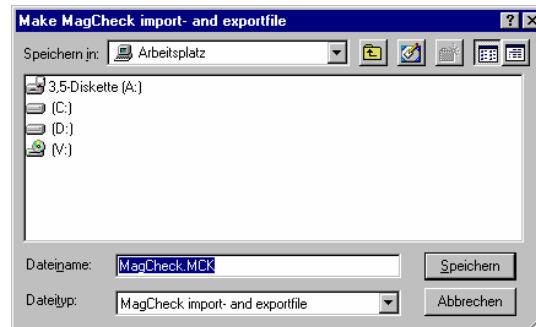 Make MagCheck import- and exportfile
Speichern in: Arbeitsplatz
3,5-Diskette (A:)
(C:)
(D:)
(V:)
Dateiname: MagCheck.MCK Speichern
Dateityp: MagCheck import- and exportfile Abbrechen